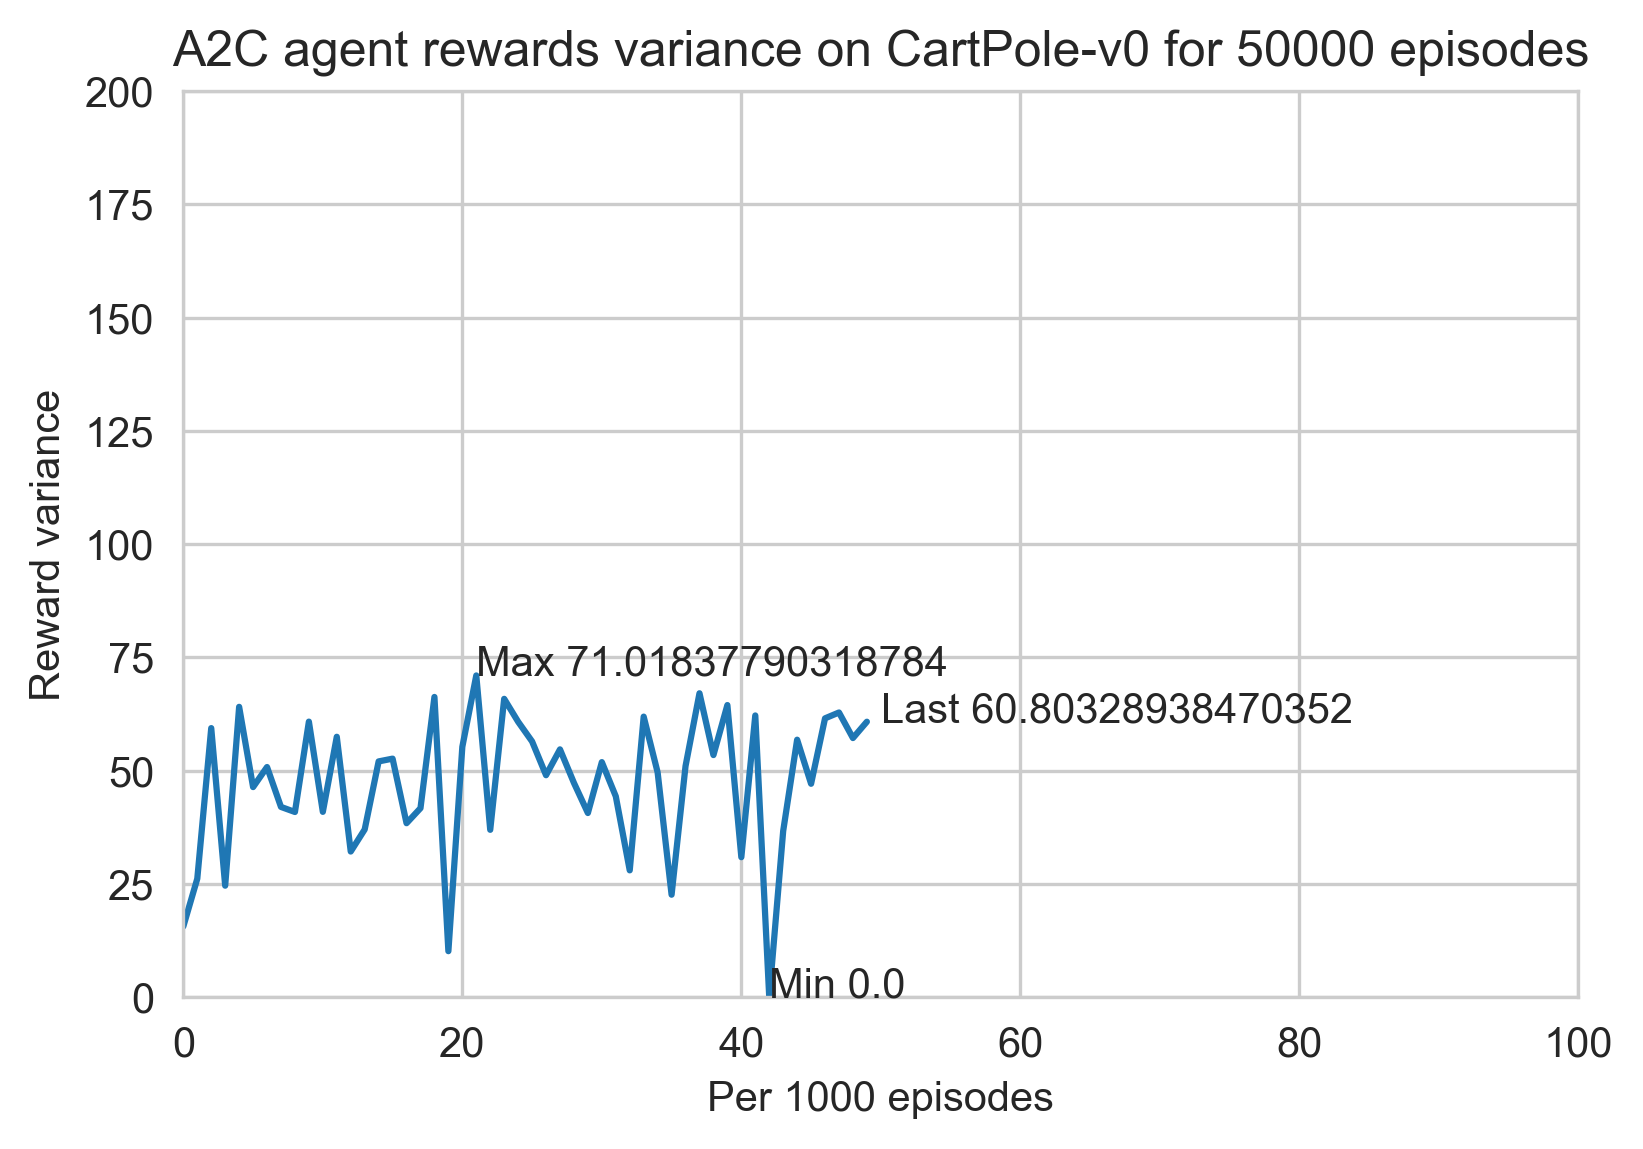 A2C agent rewards variance on CartPole-v0 for 50000 episodes
200
175
150
125
100
75
50
25
0
Reward variance
Max 71.01837790318784
Last 60.80328938470352
Min 0.0
0 20 40 60 80 100
Per 1000 episodes